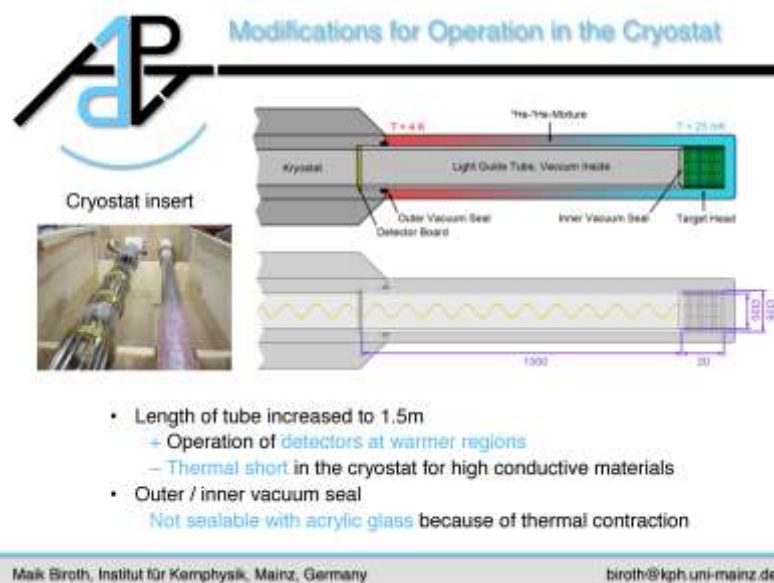 Modifications for Operation in the Cryostat
Cryostat insert
³He-⁴He-Mixture
T = 4 K
T = 25 mK
Kryostat
Light Guide Tube, Vacuum Inside
Outer Vacuum Seal
Detector Board
Inner Vacuum Seal
Target Head
1500
20
• Length of tube increased to 1.5m
+ Operation of detectors at warmer regions
– Thermal short in the cryostat for high conductive materials
• Outer / inner vacuum seal
Not sealable with acrylic glass because of thermal contraction
Maik Biroth, Institut für Kernphysik, Mainz, Germany
biroth@kph.uni-mainz.de